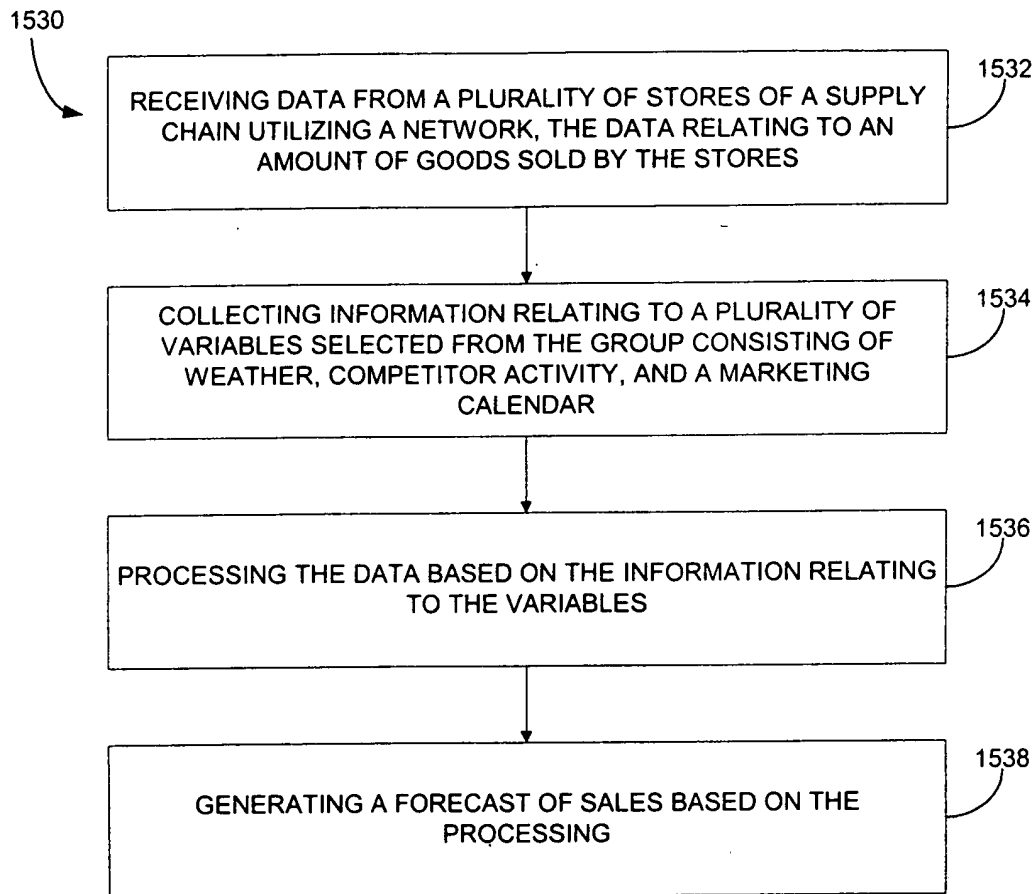 1530
1532
RECEIVING DATA FROM A PLURALITY OF STORES OF A SUPPLY
CHAIN UTILIZING A NETWORK, THE DATA RELATING TO AN
AMOUNT OF GOODS SOLD BY THE STORES
1534
COLLECTING INFORMATION RELATING TO A PLURALITY OF
VARIABLES SELECTED FROM THE GROUP CONSISTING OF
WEATHER, COMPETITOR ACTIVITY, AND A MARKETING
CALENDAR
1536
PROCESSING THE DATA BASED ON THE INFORMATION RELATING
TO THE VARIABLES
1538
GENERATING A FORECAST OF SALES BASED ON THE
PROCESSING